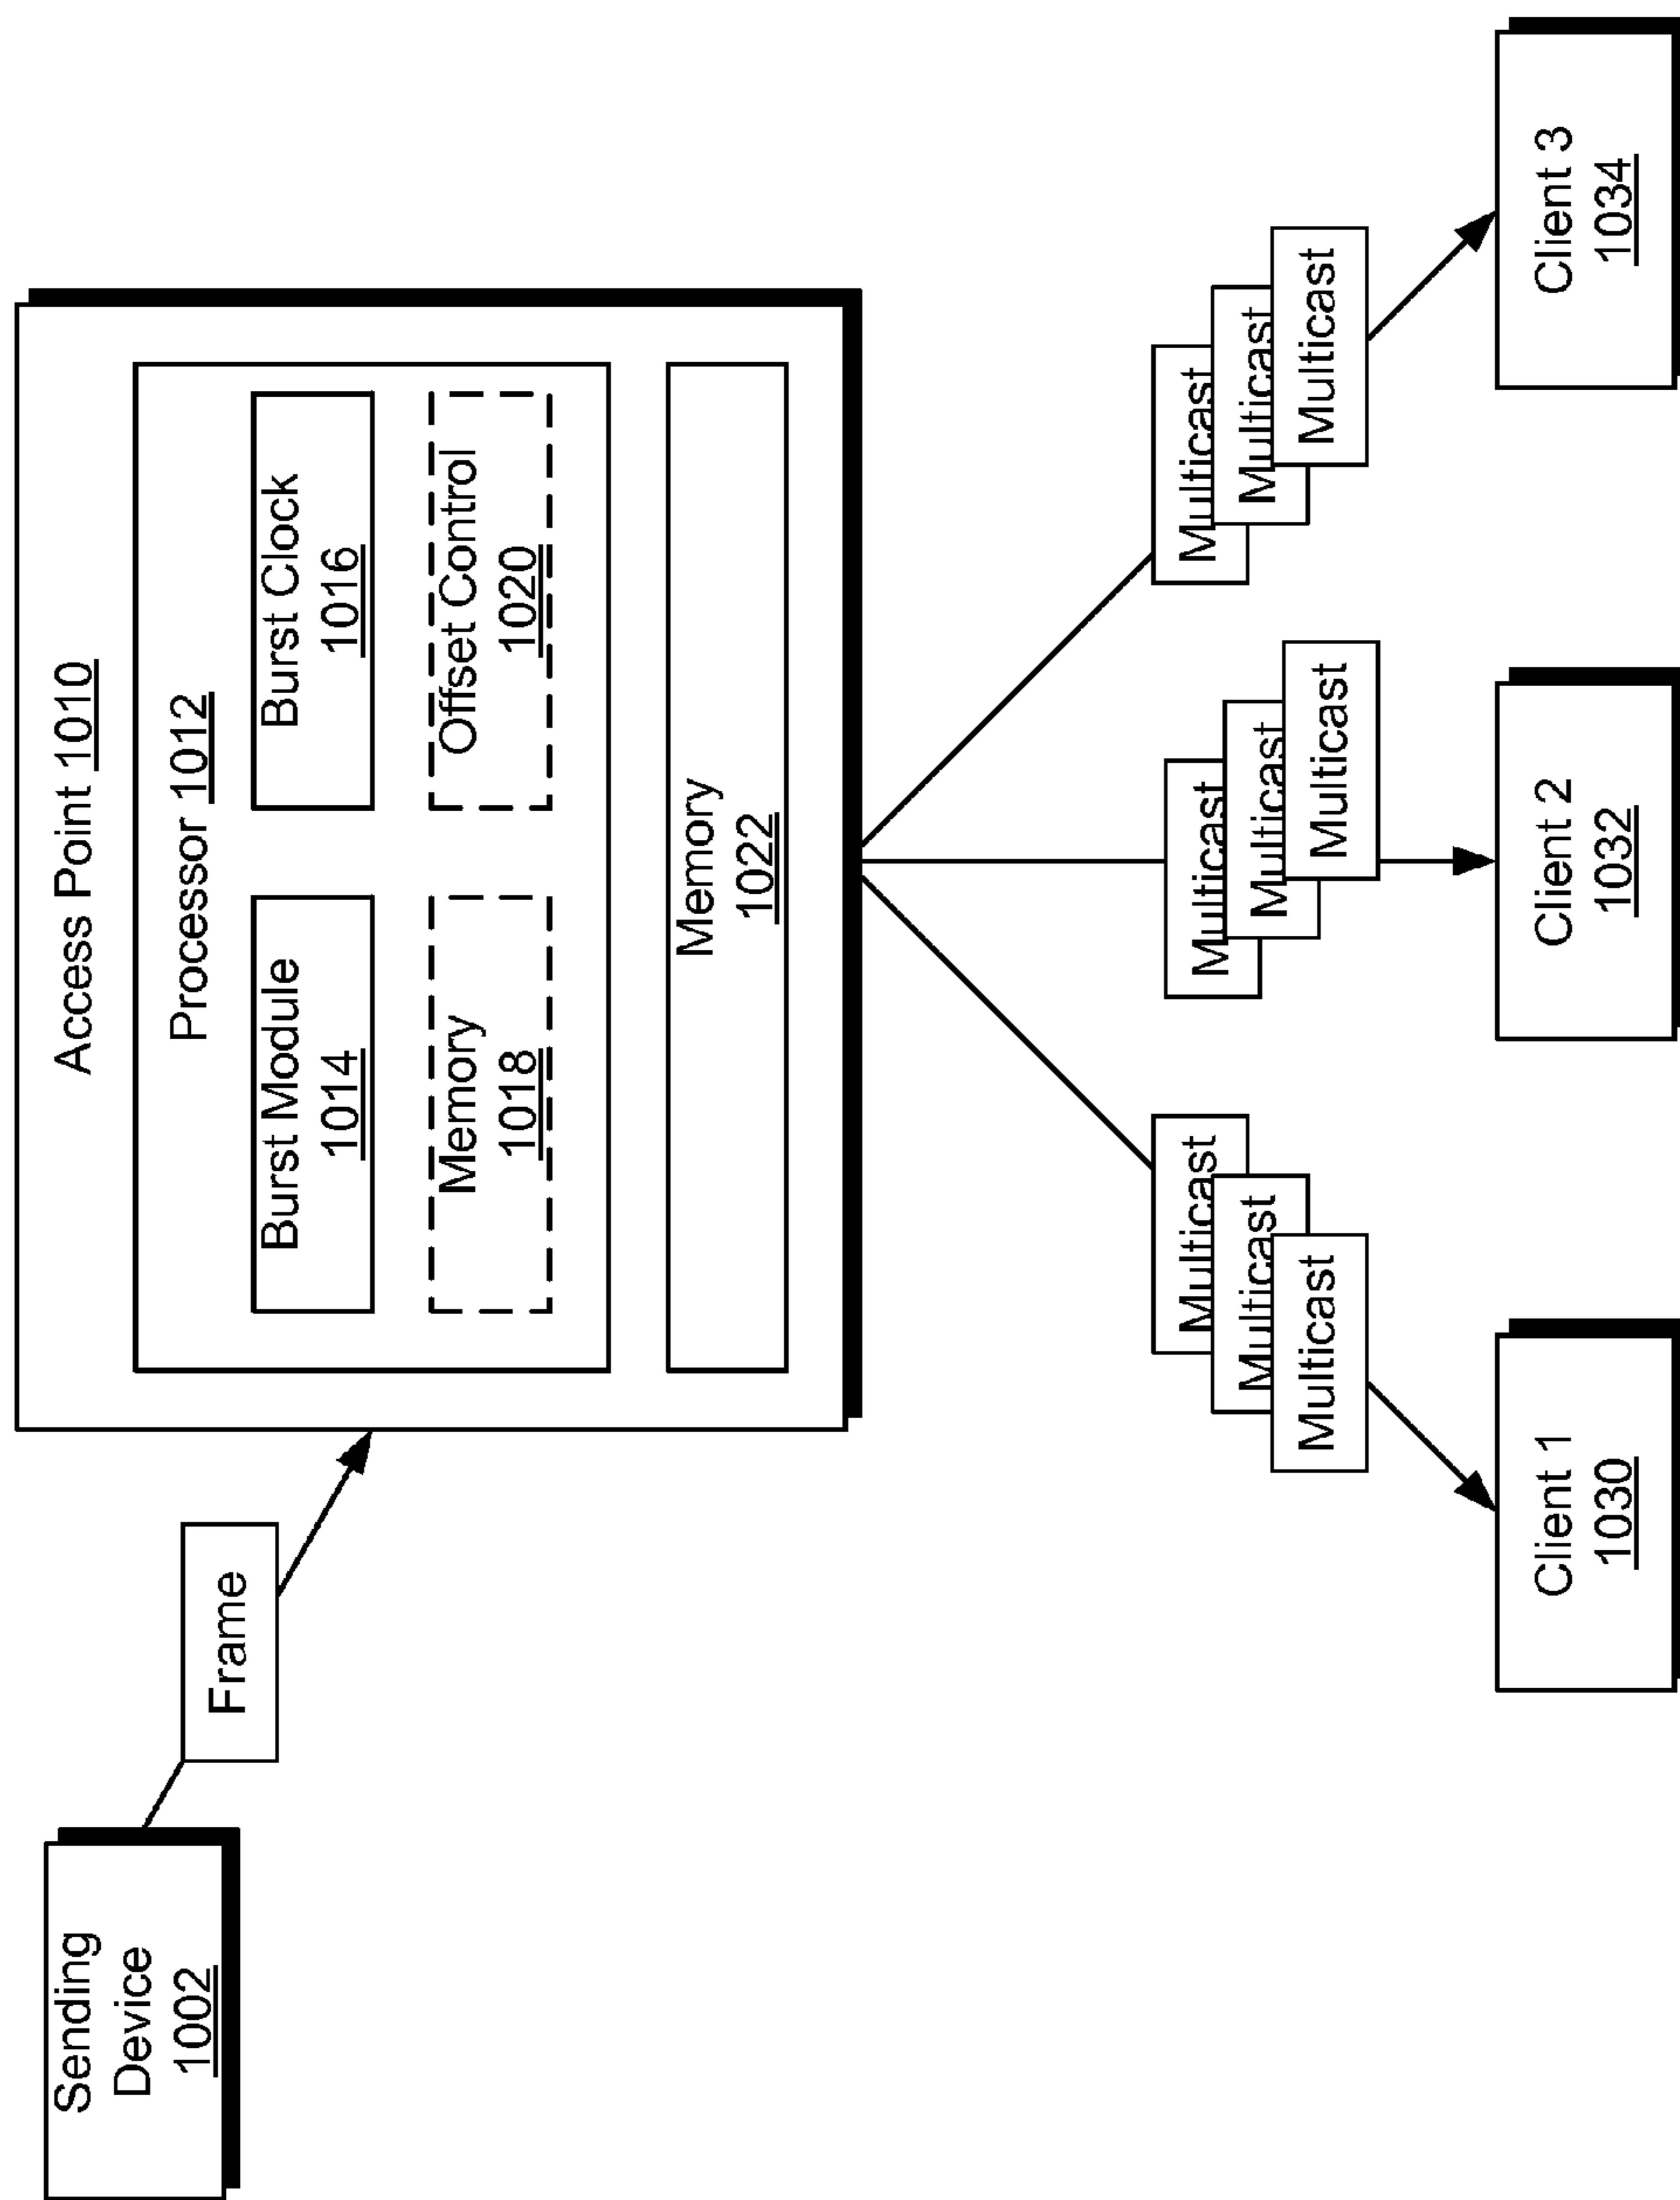 Sending
Device
1002
Frame
Access Point 1010
Processor 1012
Burst Module
1014
Burst Clock
1016
Memory
1018
Offset Control
1020
Memory
1022
Multicast
Multicast
Multicast
Multicast
Multicast
Multicast
Multicast
Multicast
Multicast
Client 1
1030
Client 2
1032
Client 3
1034